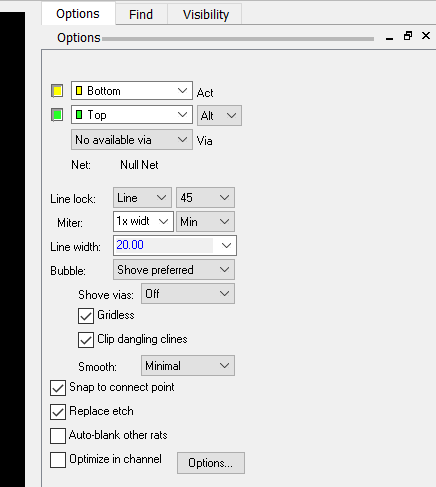 Options Find Visibility
Options
Bottom Act
Top Alt
No available via Via
Net: Null Net
Line lock: Line 45
Miter: 1x widt Min
Line width: 20.00
Bubble: Shove preferred
Shove vias: Off
Gridless
Clip dangling clines
Smooth: Minimal
Snap to connect point
Replace etch
Auto-blank other rats
Optimize in channel Options...